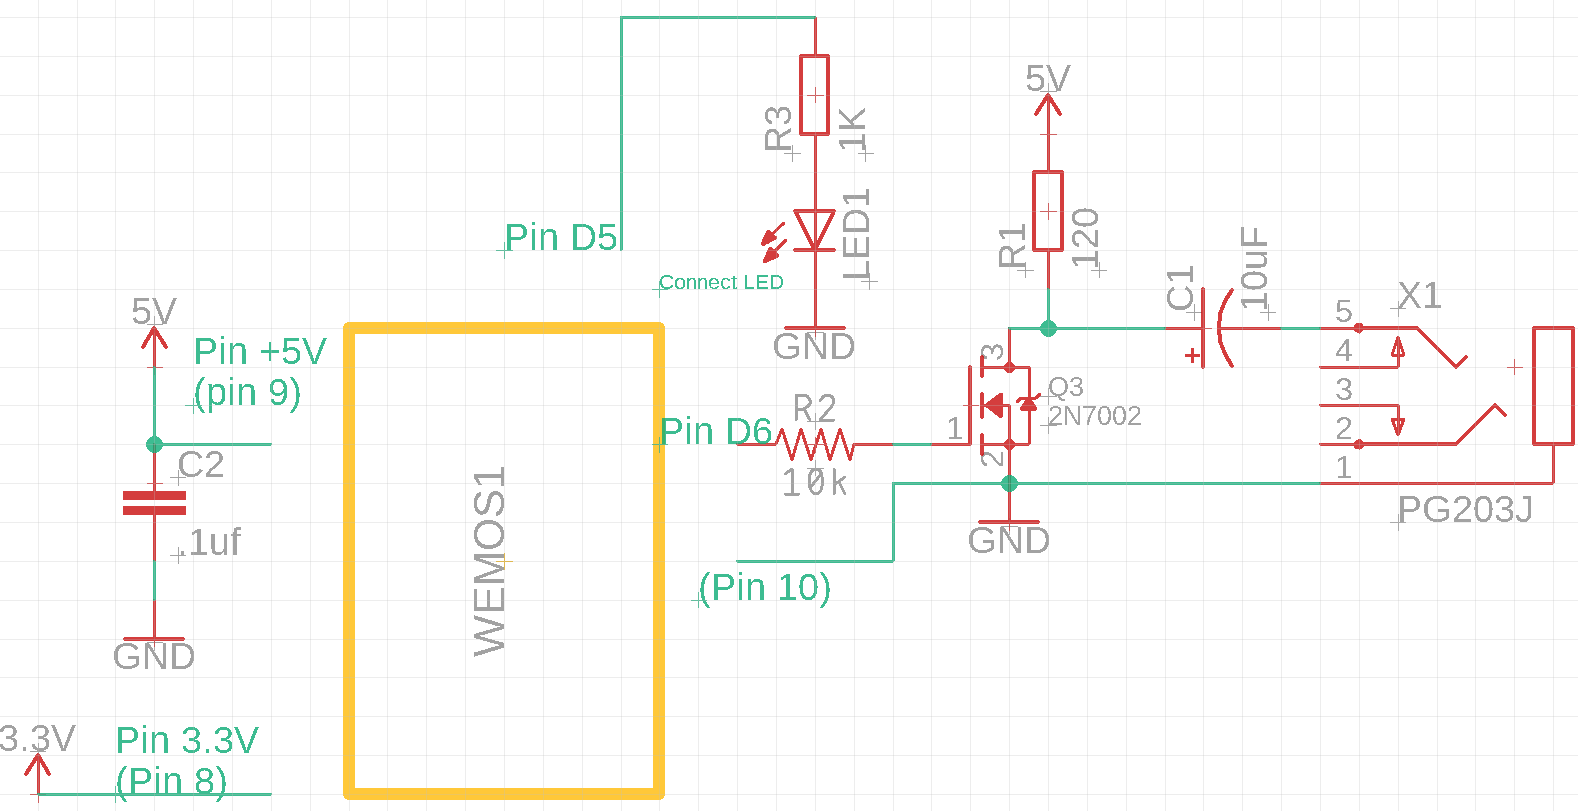 5V
R3
1K
Pin D5
LED1
R1
120
Connect LED
C1
10uF
X1
5V
Pin +5V
(pin 9)
GND
5
4
3
2
1
3
Q3
2N7002
R2
Pin D6
1
2
10k
C2
.1uf
WEMOS1
PG203J
GND
(Pin 10)
GND
3.3V
Pin 3.3V
(Pin 8)